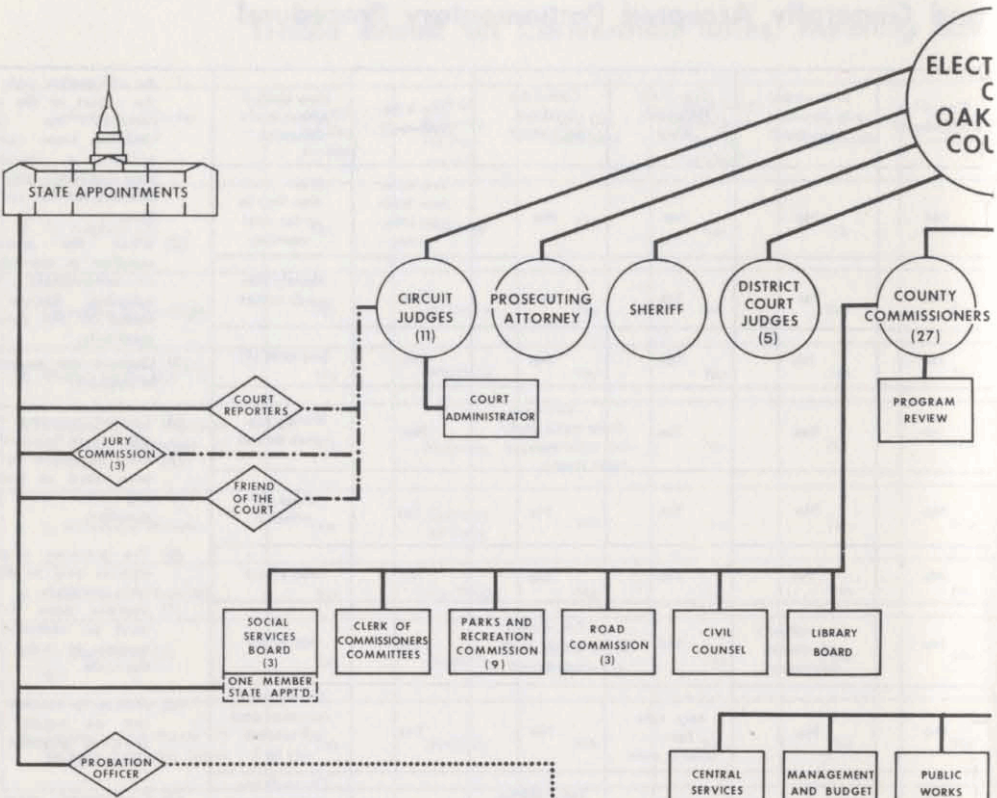 ELECT
C
OAK
COU
STATE APPOINTMENTS
CIRCUIT
JUDGES
(11)
PROSECUTING
ATTORNEY
SHERIFF
DISTRICT
COURT
JUDGES
(5)
COUNTY
COMMISSIONERS
(27)
COURT
ADMINISTRATOR
PROGRAM
REVIEW
COURT
REPORTERS
JURY
COMMISSION
(3)
FRIEND
OF THE
COURT
SOCIAL
SERVICES
BOARD
(3)
ONE MEMBER
STATE APPT'D.
CLERK OF
COMMISSIONERS
COMMITTEES
PARKS AND
RECREATION
COMMISSION
(9)
ROAD
COMMISSION
(3)
CIVIL
COUNSEL
LIBRARY
BOARD
PROBATION
OFFICER
CENTRAL
SERVICES
MANAGEMENT
AND BUDGET
PUBLIC
WORKS